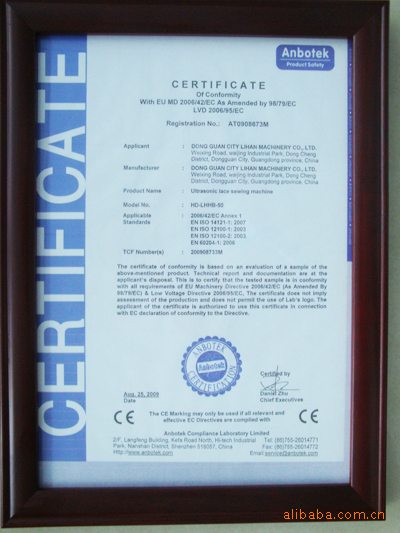 CERTIFICATE
Anbotek
Product Safety
CERTIFICATE
Of Conformity
With EU MD 2006/42/EC As Amended by 98/79/EC
LVD 2006/95/EC
Registration No.: AT0908873M
Applicant : DONG GUAN CITY LIHAN MACHINERY CO., LTD.
Weixing Road, waijing Industrial Park, Dong Cheng
District, Dongguan City, Guangdong province, China
Manufacturer : DONG GUAN CITY LIHAN MACHINERY CO., LTD.
Weixing Road, waijing Industrial Park, Dong Cheng
District, Dongguan City, Guangdong province, China
Product Name : Ultrasonic lace sewing machine
Model No. : HD-LHHB-50
Applicable : 2006/42/EC Annex 1
Standards EN ISO 14121-1: 2007
EN ISO 12100-1: 2003
EN ISO 12100-2: 2003
EN 60204-1: 2006
TCF Number(s) : 200908733M
The certificate of conformity is based on an evaluation of a sample of the
above-mentioned product. Technical report and documentation are at the
applicant's disposal. This is to certify that the tested sample is in conformity
with all requirements of EU Machinery Directive 2006/42/EC (As Amended By
98/79/EC) & Low Voltage Directive 2006/95/EC, The certificate does not imply
assessment of the production and does not permit the use of Lab's logo. The
applicant of the certificate is authorized to use this certificate in connection
with EC declaration of conformity to the Directive.
ANBOTEK
Anbotek
CERTIFICATION
Certified by
Daniel Zhu
Chief Executives
Aug. 25, 2009
Date
CE
The CE Marking may only be used if all relevant and
effective EC Directives are complied with
CE
Anbotek Compliance Laboratory Limited
2/F, Langfeng Building, Kefa Road North, Hi-tech Industrial Tel: (86)755-26014771
Park, Nanshan District, Shenzhen 518057, China Fax: (86)755-26014772
Http://www.anbotek.com Email:service@anbotek.com
alibaba.com.cn